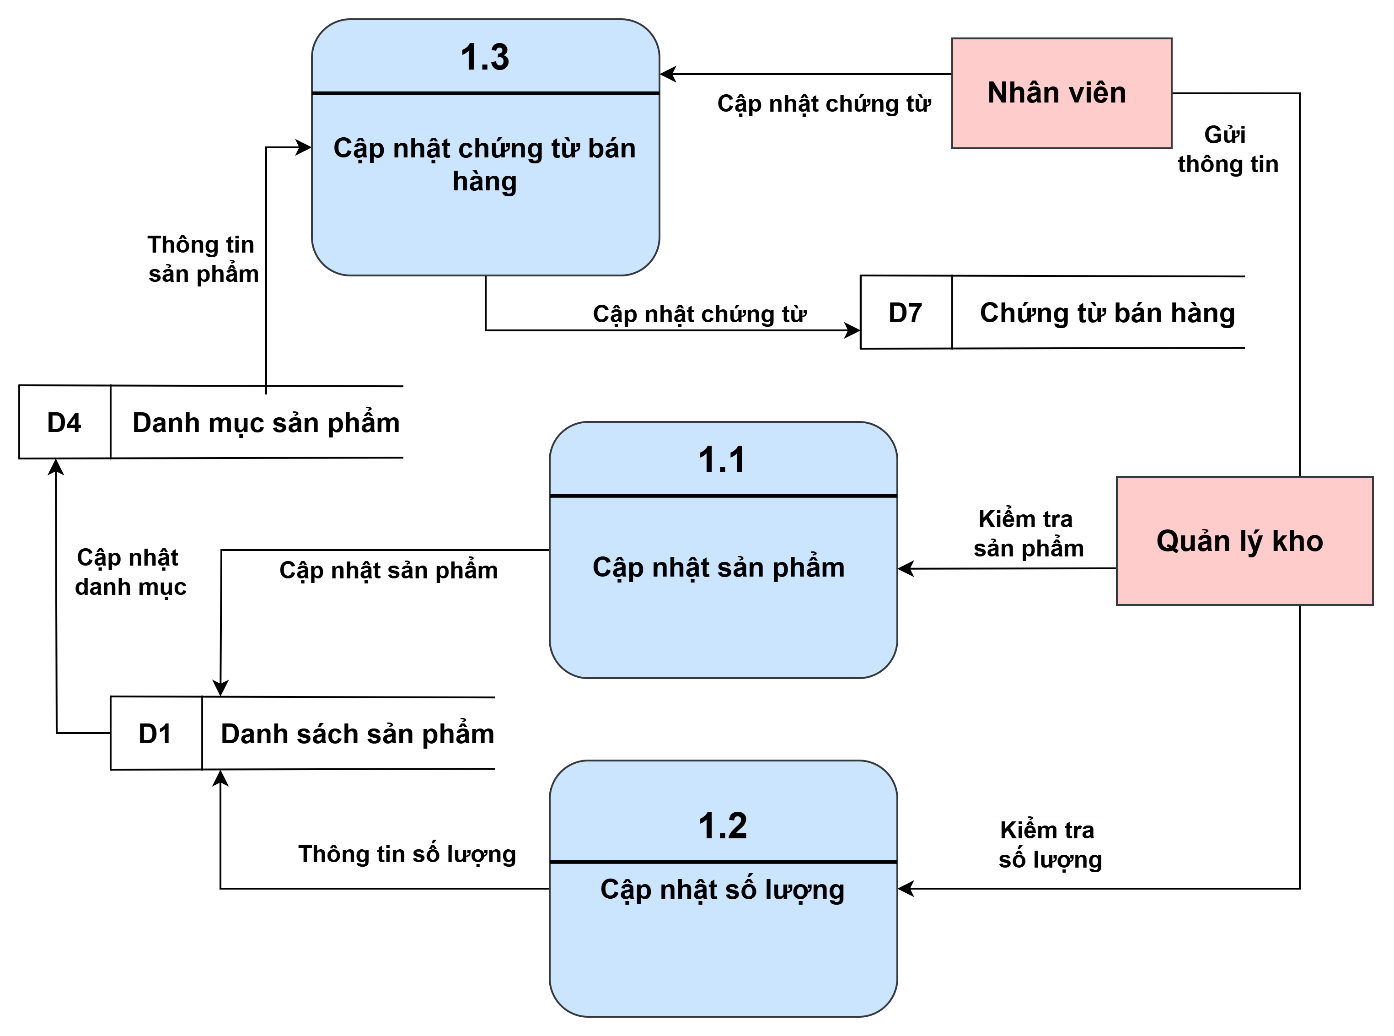 1.3
Cập nhật chứng từ bán
hàng
Cập nhật chứng từ
Nhân viên
Gửi
thông tin
Thông tin
sản phẩm
Cập nhật chứng từ
D7
Chứng từ bán hàng
D4
Danh mục sản phẩm
1.1
Cập nhật sản phẩm
Kiểm tra
sản phẩm
Quản lý kho
Cập nhật
danh mục
Cập nhật sản phẩm
D1
Danh sách sản phẩm
1.2
Cập nhật số lượng
Thông tin số lượng
Kiểm tra
số lượng